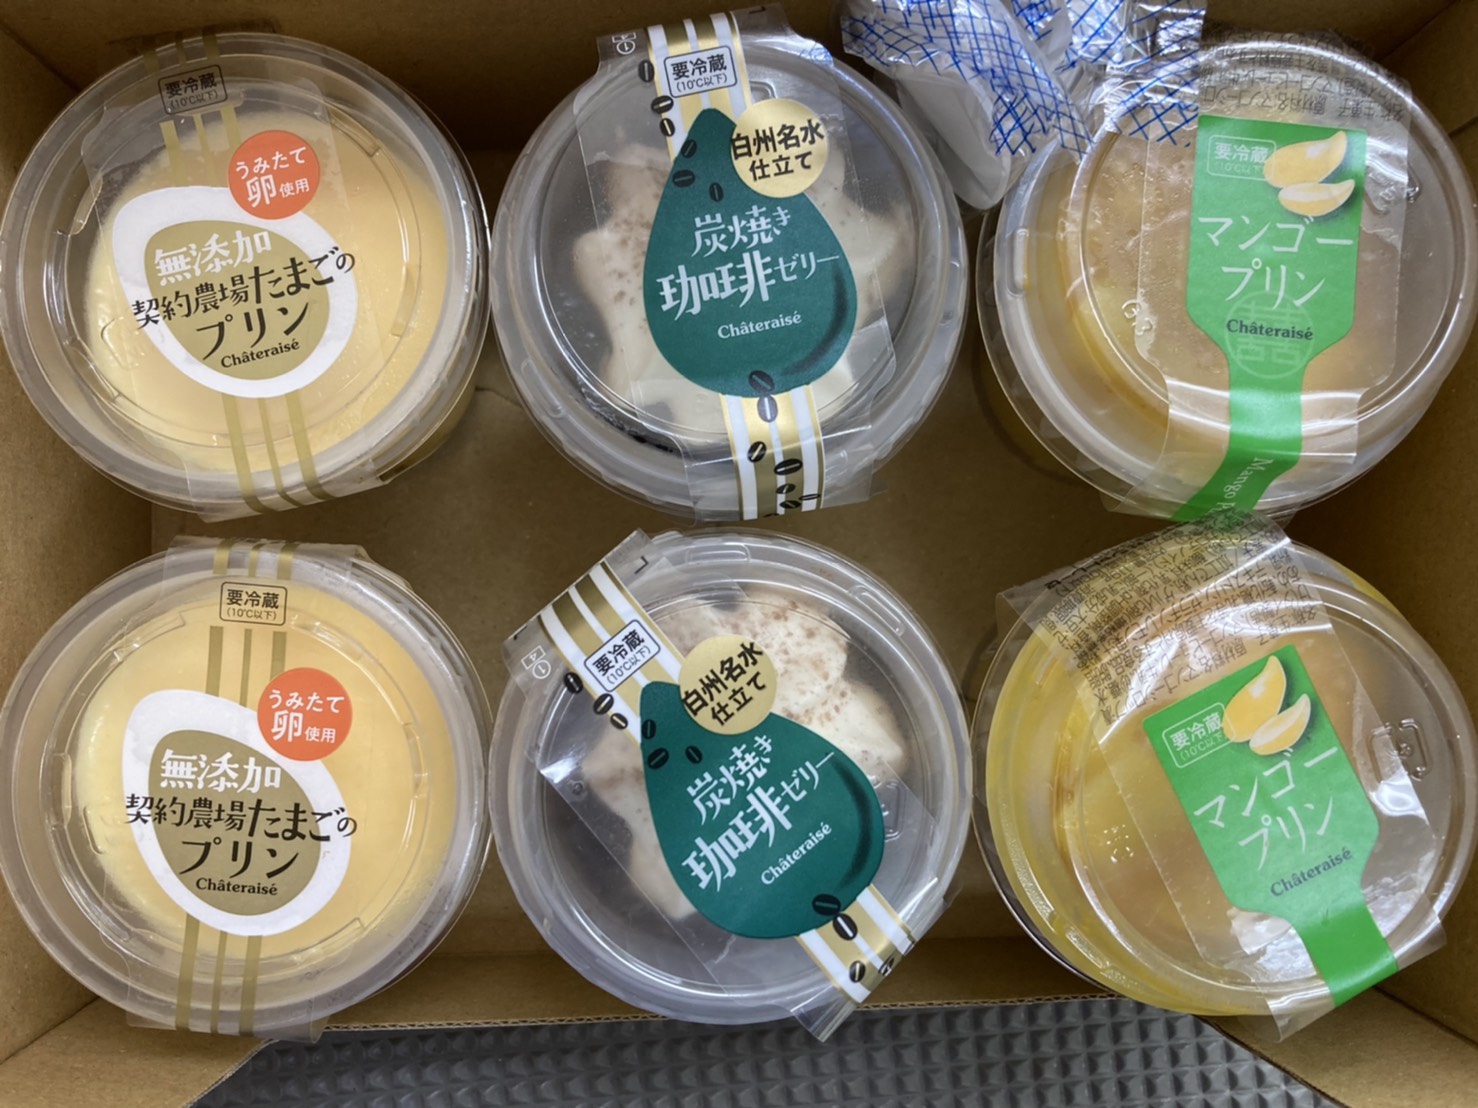 要冷蔵
(10℃以下)
うみたて
卵使用
無添加
契約農場たまごの
プリン
Châteraisé
要冷蔵
(10℃以下)
白州名水
仕立て
炭焼き
珈琲ゼリー
Châteraisé
要冷蔵
(10℃以下)
マンゴー
プリン
Châteraisé
Mango
要冷蔵
(10℃以下)
うみたて
卵使用
無添加
契約農場たまごの
プリン
Châteraisé
要冷蔵
(10℃以下)
白州名水
仕立て
炭焼き
珈琲ゼリー
Châteraisé
要冷蔵
(10℃以下)
マンゴー
プリン
Châteraisé